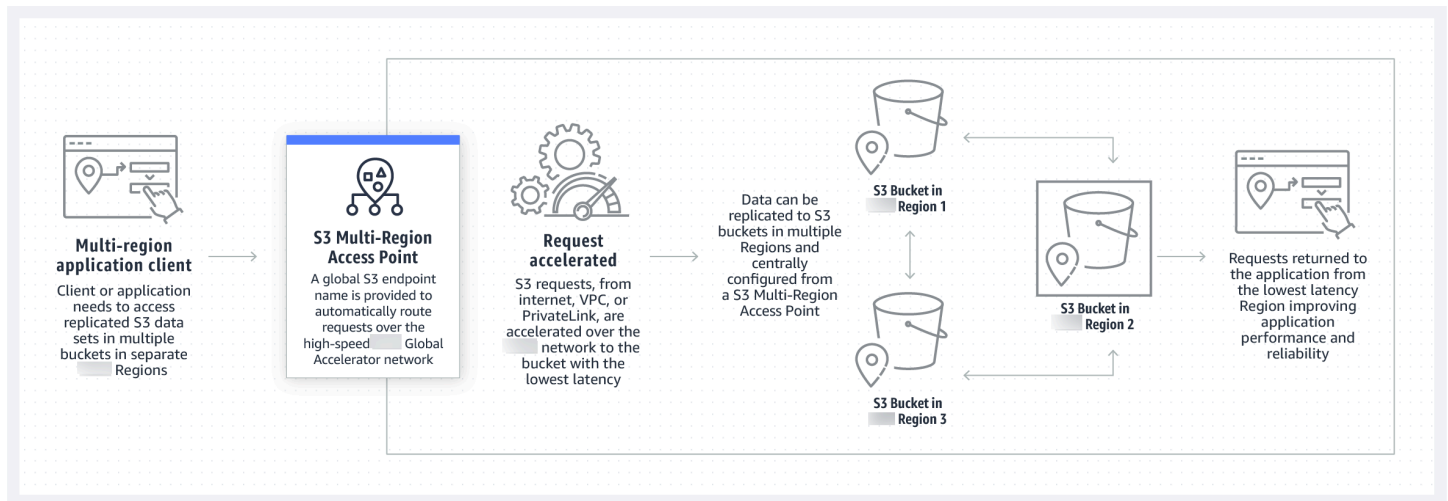 Multi-region
application client
Client or application
needs to access
replicated S3 data
sets in multiple
buckets in separate
Regions
S3 Multi-Region
Access Point
A global S3 endpoint
name is provided to
automatically route
requests over the
high-speed Global
Accelerator network
Request
accelerated
S3 requests, from
internet, VPC, or
PrivateLink, are
accelerated over the
network to the
bucket with the
lowest latency
Data can be
replicated to S3
buckets in multiple
Regions and
centrally
configured from
a S3 Multi-Region
Access Point
S3 Bucket in
Region 1
S3 Bucket in
Region 3
S3 Bucket in
Region 2
Requests returned to
the application from
the lowest latency
Region improving
application
performance and
reliability